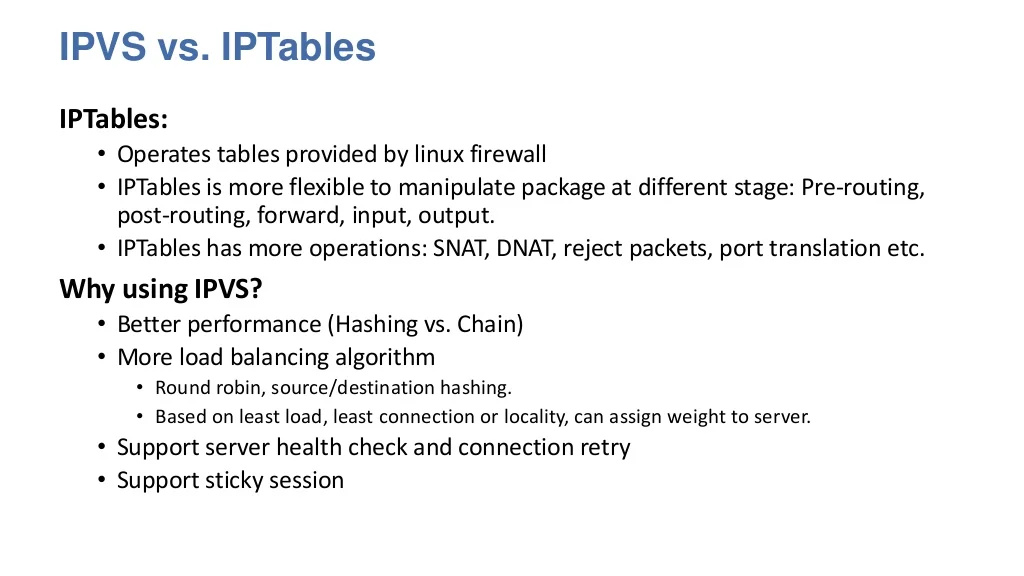 IPVS vs. IPTables
IPTables:
• Operates tables provided by linux firewall
• IPTables is more flexible to manipulate package at different stage: Pre-routing,
post-routing, forward, input, output.
• IPTables has more operations: SNAT, DNAT, reject packets, port translation etc.
Why using IPVS?
• Better performance (Hashing vs. Chain)
• More load balancing algorithm
• Round robin, source/destination hashing.
• Based on least load, least connection or locality, can assign weight to server.
• Support server health check and connection retry
• Support sticky session